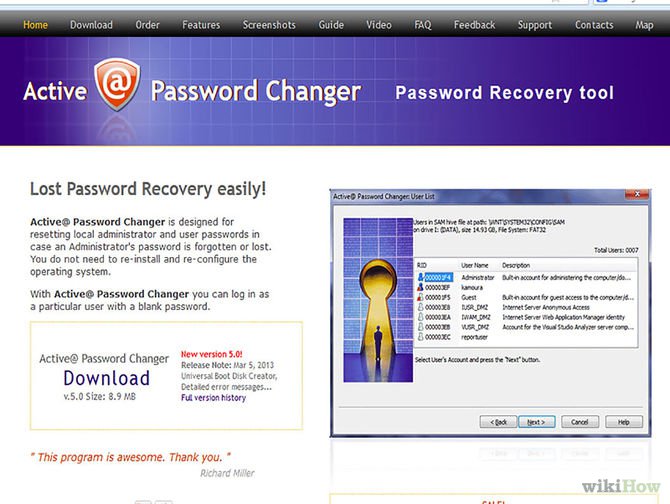 Home Download Order Features Screenshots Guide Video FAQ Feedback Support Contacts Map
Active @ Password Changer Password Recovery tool
Lost Password Recovery easily!
Active@ Password Changer is designed for
resetting local administrator and user passwords in
case an Administrator's password is forgotten or lost.
You do not need to re-install and re-configure the
operating system.
With Active@ Password Changer you can log in as
a particular user with a blank password.
Active@ Password Changer
Download
v.5.0 Size: 8.9 MB
New version 5.0!
Release Note: Mar 5, 2013
Universal Boot Disk Creator,
Detailed error messages...
Full version history
" This program is awesome. Thank you. "
Richard Miller
Active@ Password Changer: User List
Users in SAM hive file at path: \WNT\SYSTEM32\CONFIG\SAM
on drive I: (DATA), size 14.93 GB, File System: FAT32
Total Users: 0007
RID User Name Description
000001F4 Administrator Built-in account for administering the computer/do...
000003EF kamoura
000001F5 Guest Built-in account for guest access to the computer/...
000003EB IUSR_DMZ Internet Server Anonymous Access
000003EA IWAM_DMZ Internet Server Web Application Manager identity
000003EB VUSR_DMZ Account for the Visual Studio Analyzer server compo...
000003EC reportuser
Select User's Account and press the "Next" button.
< Back Next > Cancel Help
SALE!
wikiHow